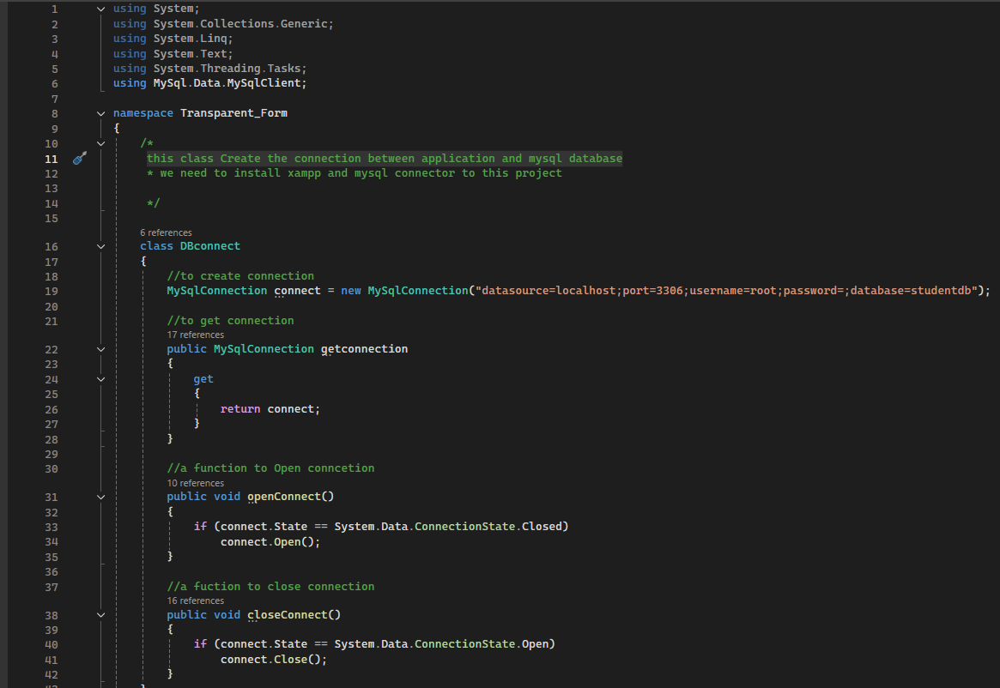 1 using System;
2 using System.Collections.Generic;
3 using System.Linq;
4 using System.Text;
5 using System.Threading.Tasks;
6 using MySql.Data.MySqlClient;
7
8 namespace Transparent_Form
9 {
10 /*
11 this class Create the connection between application and mysql database
12 * we need to install xampp and mysql connector to this project
13
14 */
15
6 references
16 class DBconnect
17 {
18 //to create connection
19 MySqlConnection connect = new MySqlConnection("datasource=localhost;port=3306;username=root;password=;database=studentdb");
20
21 //to get connection
17 references
22 public MySqlConnection getconnection
23 {
24 get
25 {
26 return connect;
27 }
28 }
29
30 //a function to Open conncetion
10 references
31 public void openConnect()
32 {
33 if (connect.State == System.Data.ConnectionState.Closed)
34 connect.Open();
35 }
36
37 //a fuction to close connection
16 references
38 public void closeConnect()
39 {
40 if (connect.State == System.Data.ConnectionState.Open)
41 connect.Close();
42 }
43 }